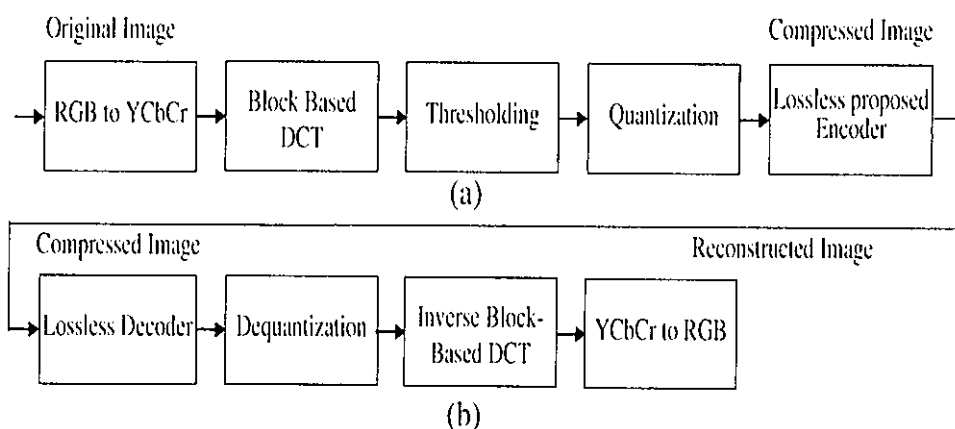 Original Image
Compressed Image
RGB to YCbCr
Block Based
DCT
Thresholding
Quantization
Lossless proposed
Encoder
(a)
Compressed Image
Reconstructed Image
Lossless Decoder
Dequantization
Inverse Block-
Based DCT
YCbCr to RGB
(b)